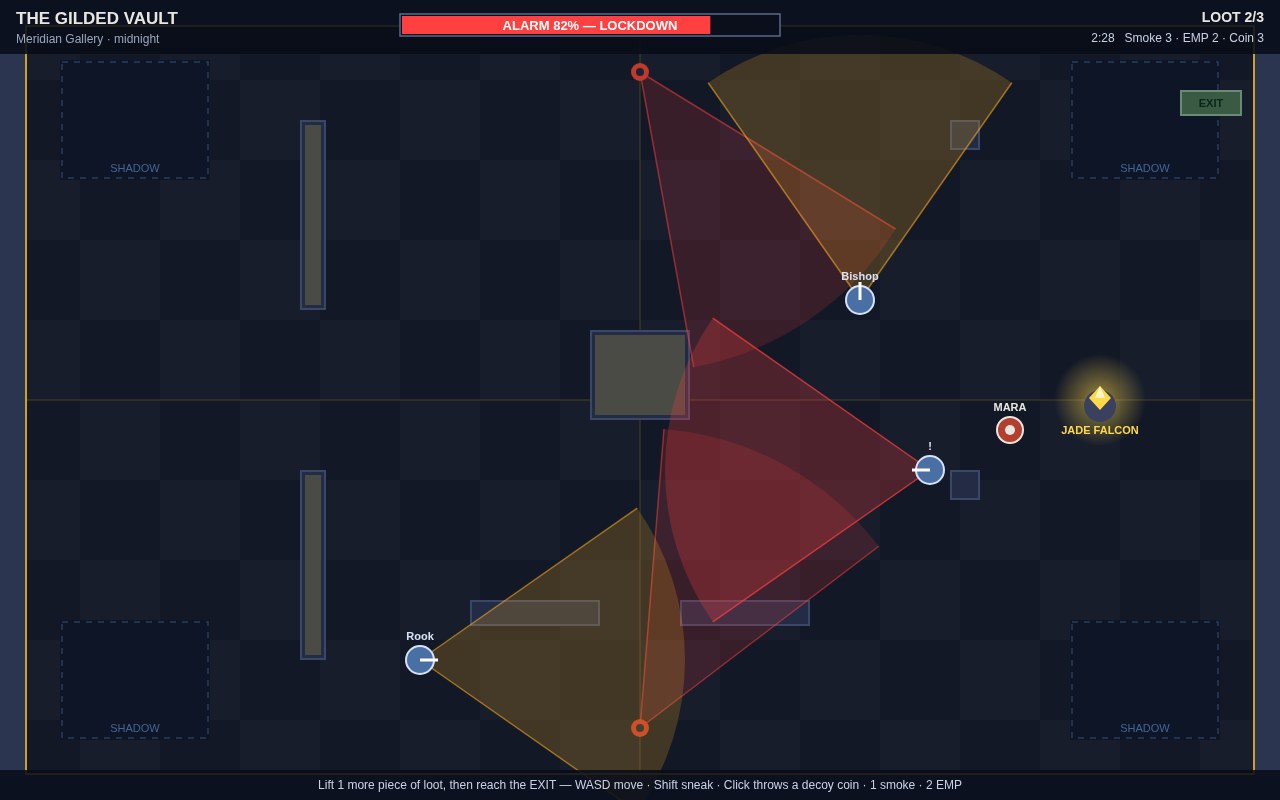 THE GILDED VAULT
Meridian Gallery · midnight
ALARM 82% — LOCKDOWN
LOOT 2/3
2:28 Smoke 3 · EMP 2 · Coin 3
EXIT
SHADOW
SHADOW
Bishop
MARA
JADE FALCON
!
Rook
SHADOW
SHADOW
Lift 1 more piece of loot, then reach the EXIT — WASD move · Shift sneak · Click throws a decoy coin · 1 smoke · 2 EMP